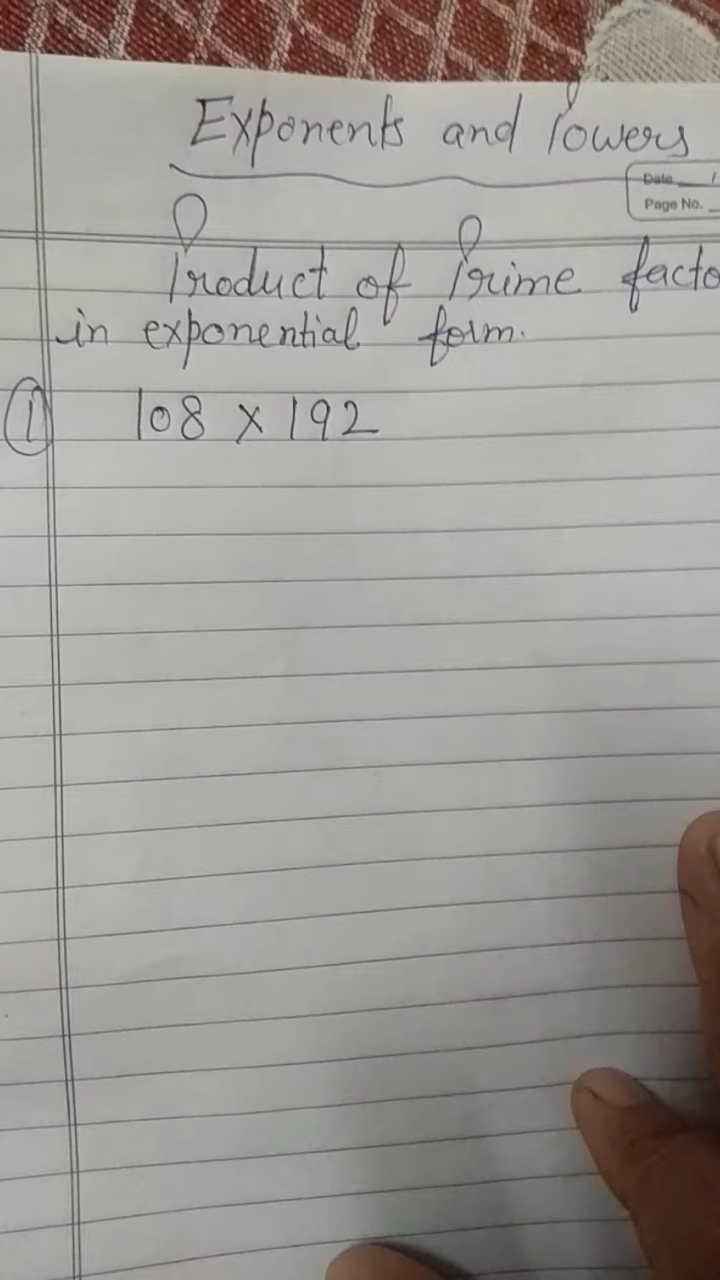 Exponents and Powers
Date /
Page No.
Product of Prime facto
in exponential form.
① 108 × 192